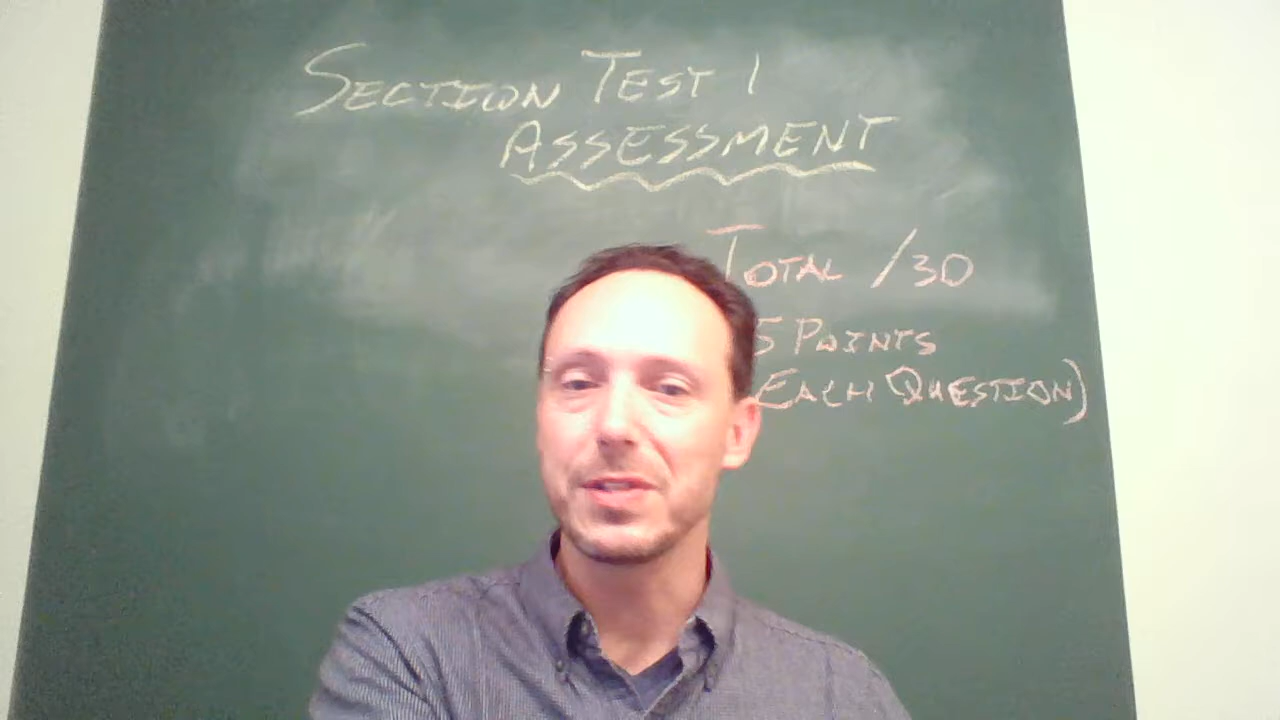 SECTION TEST 1
ASSESSMENT
TOTAL /30
5 POINTS
EACH QUESTION)